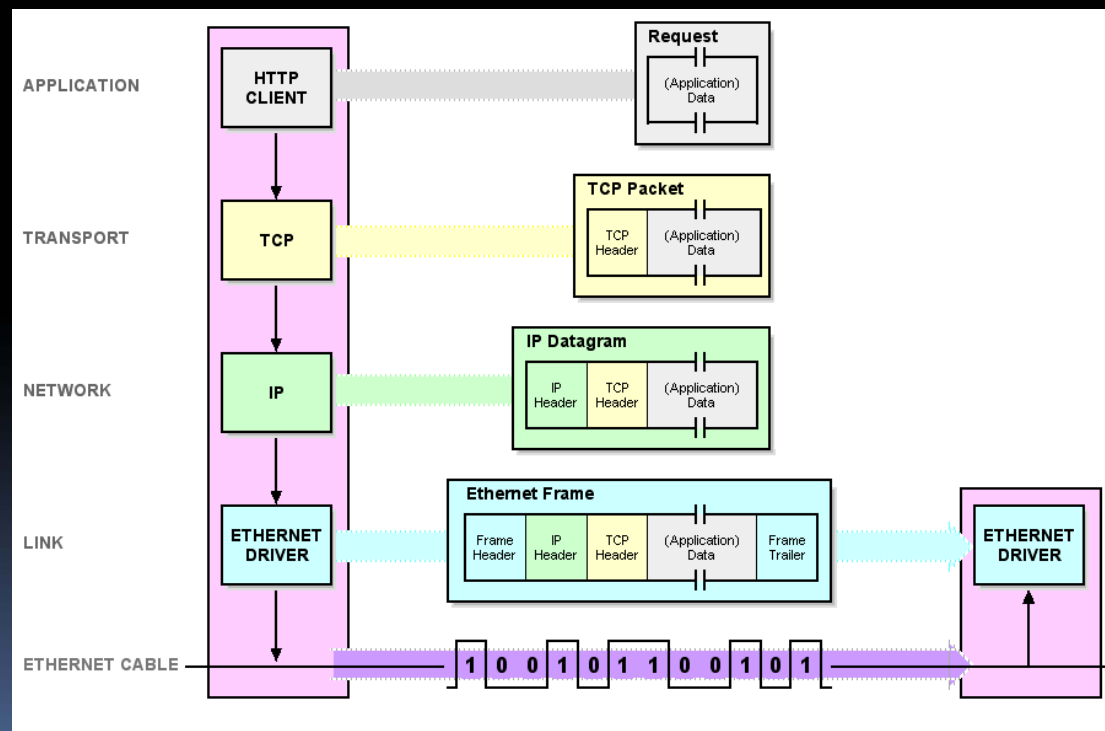 APPLICATION
HTTP
CLIENT
Request
(Application)
Data
TRANSPORT
TCP
TCP Packet
TCP
Header
(Application)
Data
NETWORK
IP
IP Datagram
IP
Header
TCP
Header
(Application)
Data
LINK
ETHERNET
DRIVER
Ethernet Frame
Frame
Header
IP
Header
TCP
Header
(Application)
Data
Frame
Trailer
ETHERNET
DRIVER
ETHERNET CABLE
1 0 0 1 0 1 1 0 0 1 0 1